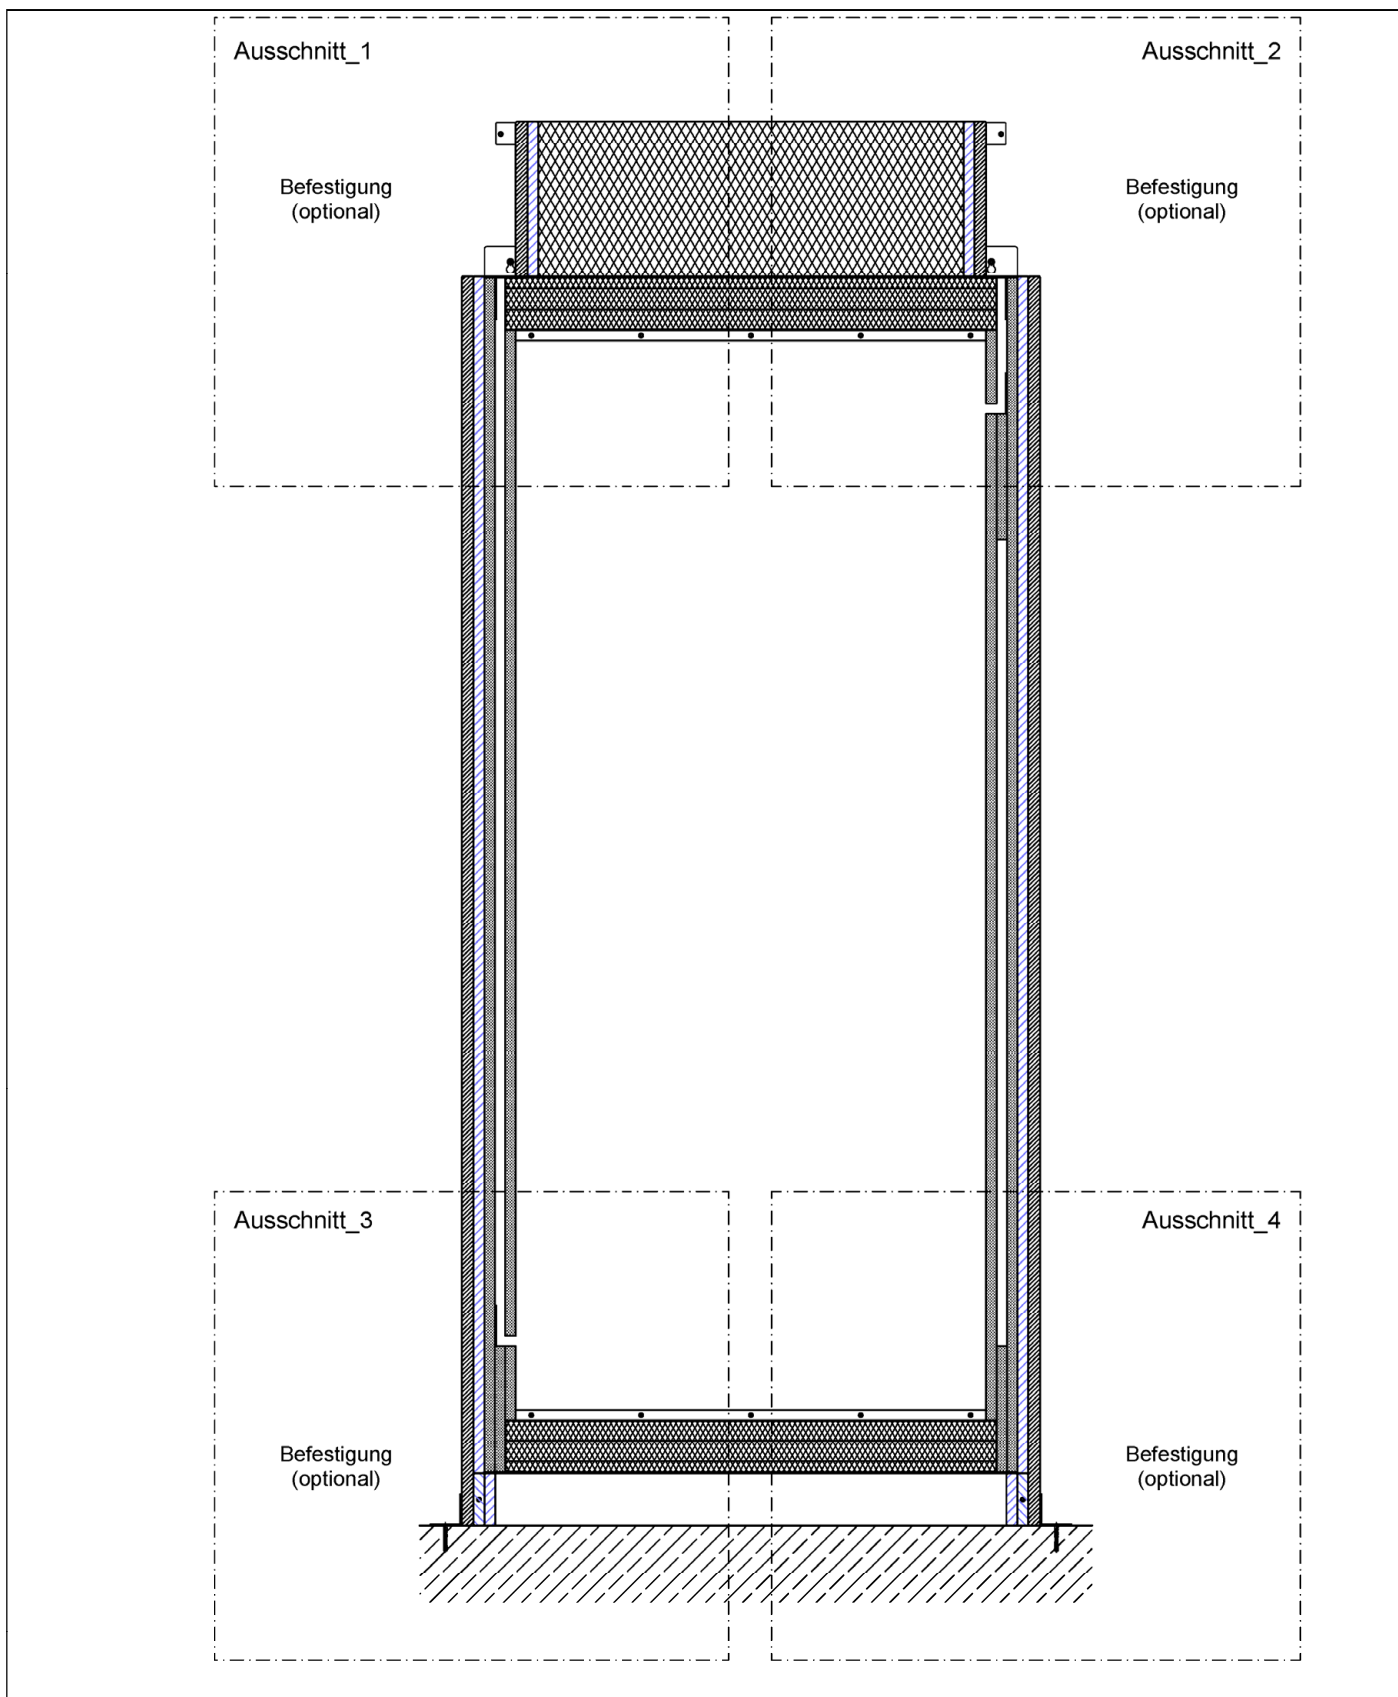 Ausschnitt_1
Ausschnitt_2
Befestigung
(optional)
Befestigung
(optional)
Ausschnitt_3
Ausschnitt_4
Befestigung
(optional)
Befestigung
(optional)